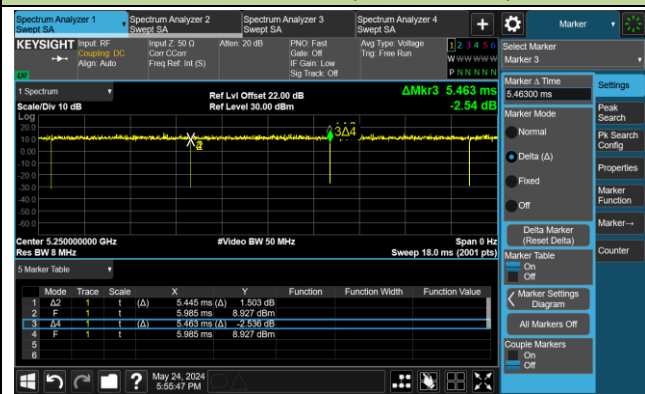 Spectrum Analyzer 1
Swept SA
Spectrum Analyzer 2
Swept SA
Spectrum Analyzer 3
Swept SA
Spectrum Analyzer 4
Swept SA
+
Marker
KEYSIGHT
Input: RF
Coupling: DC
Align: Auto
Input Z: 50 Ω
Corr CCorr
Freq Ref: Int (S)
Atten: 20 dB
PNO: Fast
Gate: Off
IF Gain: Low
Sig Track: Off
Avg Type: Voltage
Trig: Free Run
1 2 3 4 5 6
W W W W W W
P N N N N N
LXI
Select Marker
Marker 3
1 Spectrum
Scale/Div 10 dB
Ref Lvl Offset 22.00 dB
Ref Level 30.00 dBm
ΔMkr3 5.463 ms
-2.54 dB
Log
20.0
10.0
0.00
-10.0
-20.0
-30.0
-40.0
-50.0
-60.0
3Δ4
Center 5.250000000 GHz
Res BW 8 MHz
#Video BW 50 MHz
Span 0 Hz
Sweep 18.0 ms (2001 pts)
5 Marker Table
Mode Trace Scale X Y Function Function Width Function Value
1 Δ2 1 t (Δ) 5.445 ms (Δ) 1.503 dB
2 F 1 t 5.985 ms 8.927 dBm
3 Δ4 1 t (Δ) 5.463 ms (Δ) -2.536 dB
4 F 1 t 5.985 ms 8.927 dBm
5
6
Marker Δ Time
5.46300 ms
Marker Mode
Normal
Delta (Δ)
Fixed
Off
Delta Marker
(Reset Delta)
Marker Table
On
Off
Marker Settings
Diagram
All Markers Off
Couple Markers
On
Off
Settings
Peak
Search
Pk Search
Config
Properties
Marker
Function
Marker→
Counter
?
May 24, 2024
5:55:47 PM